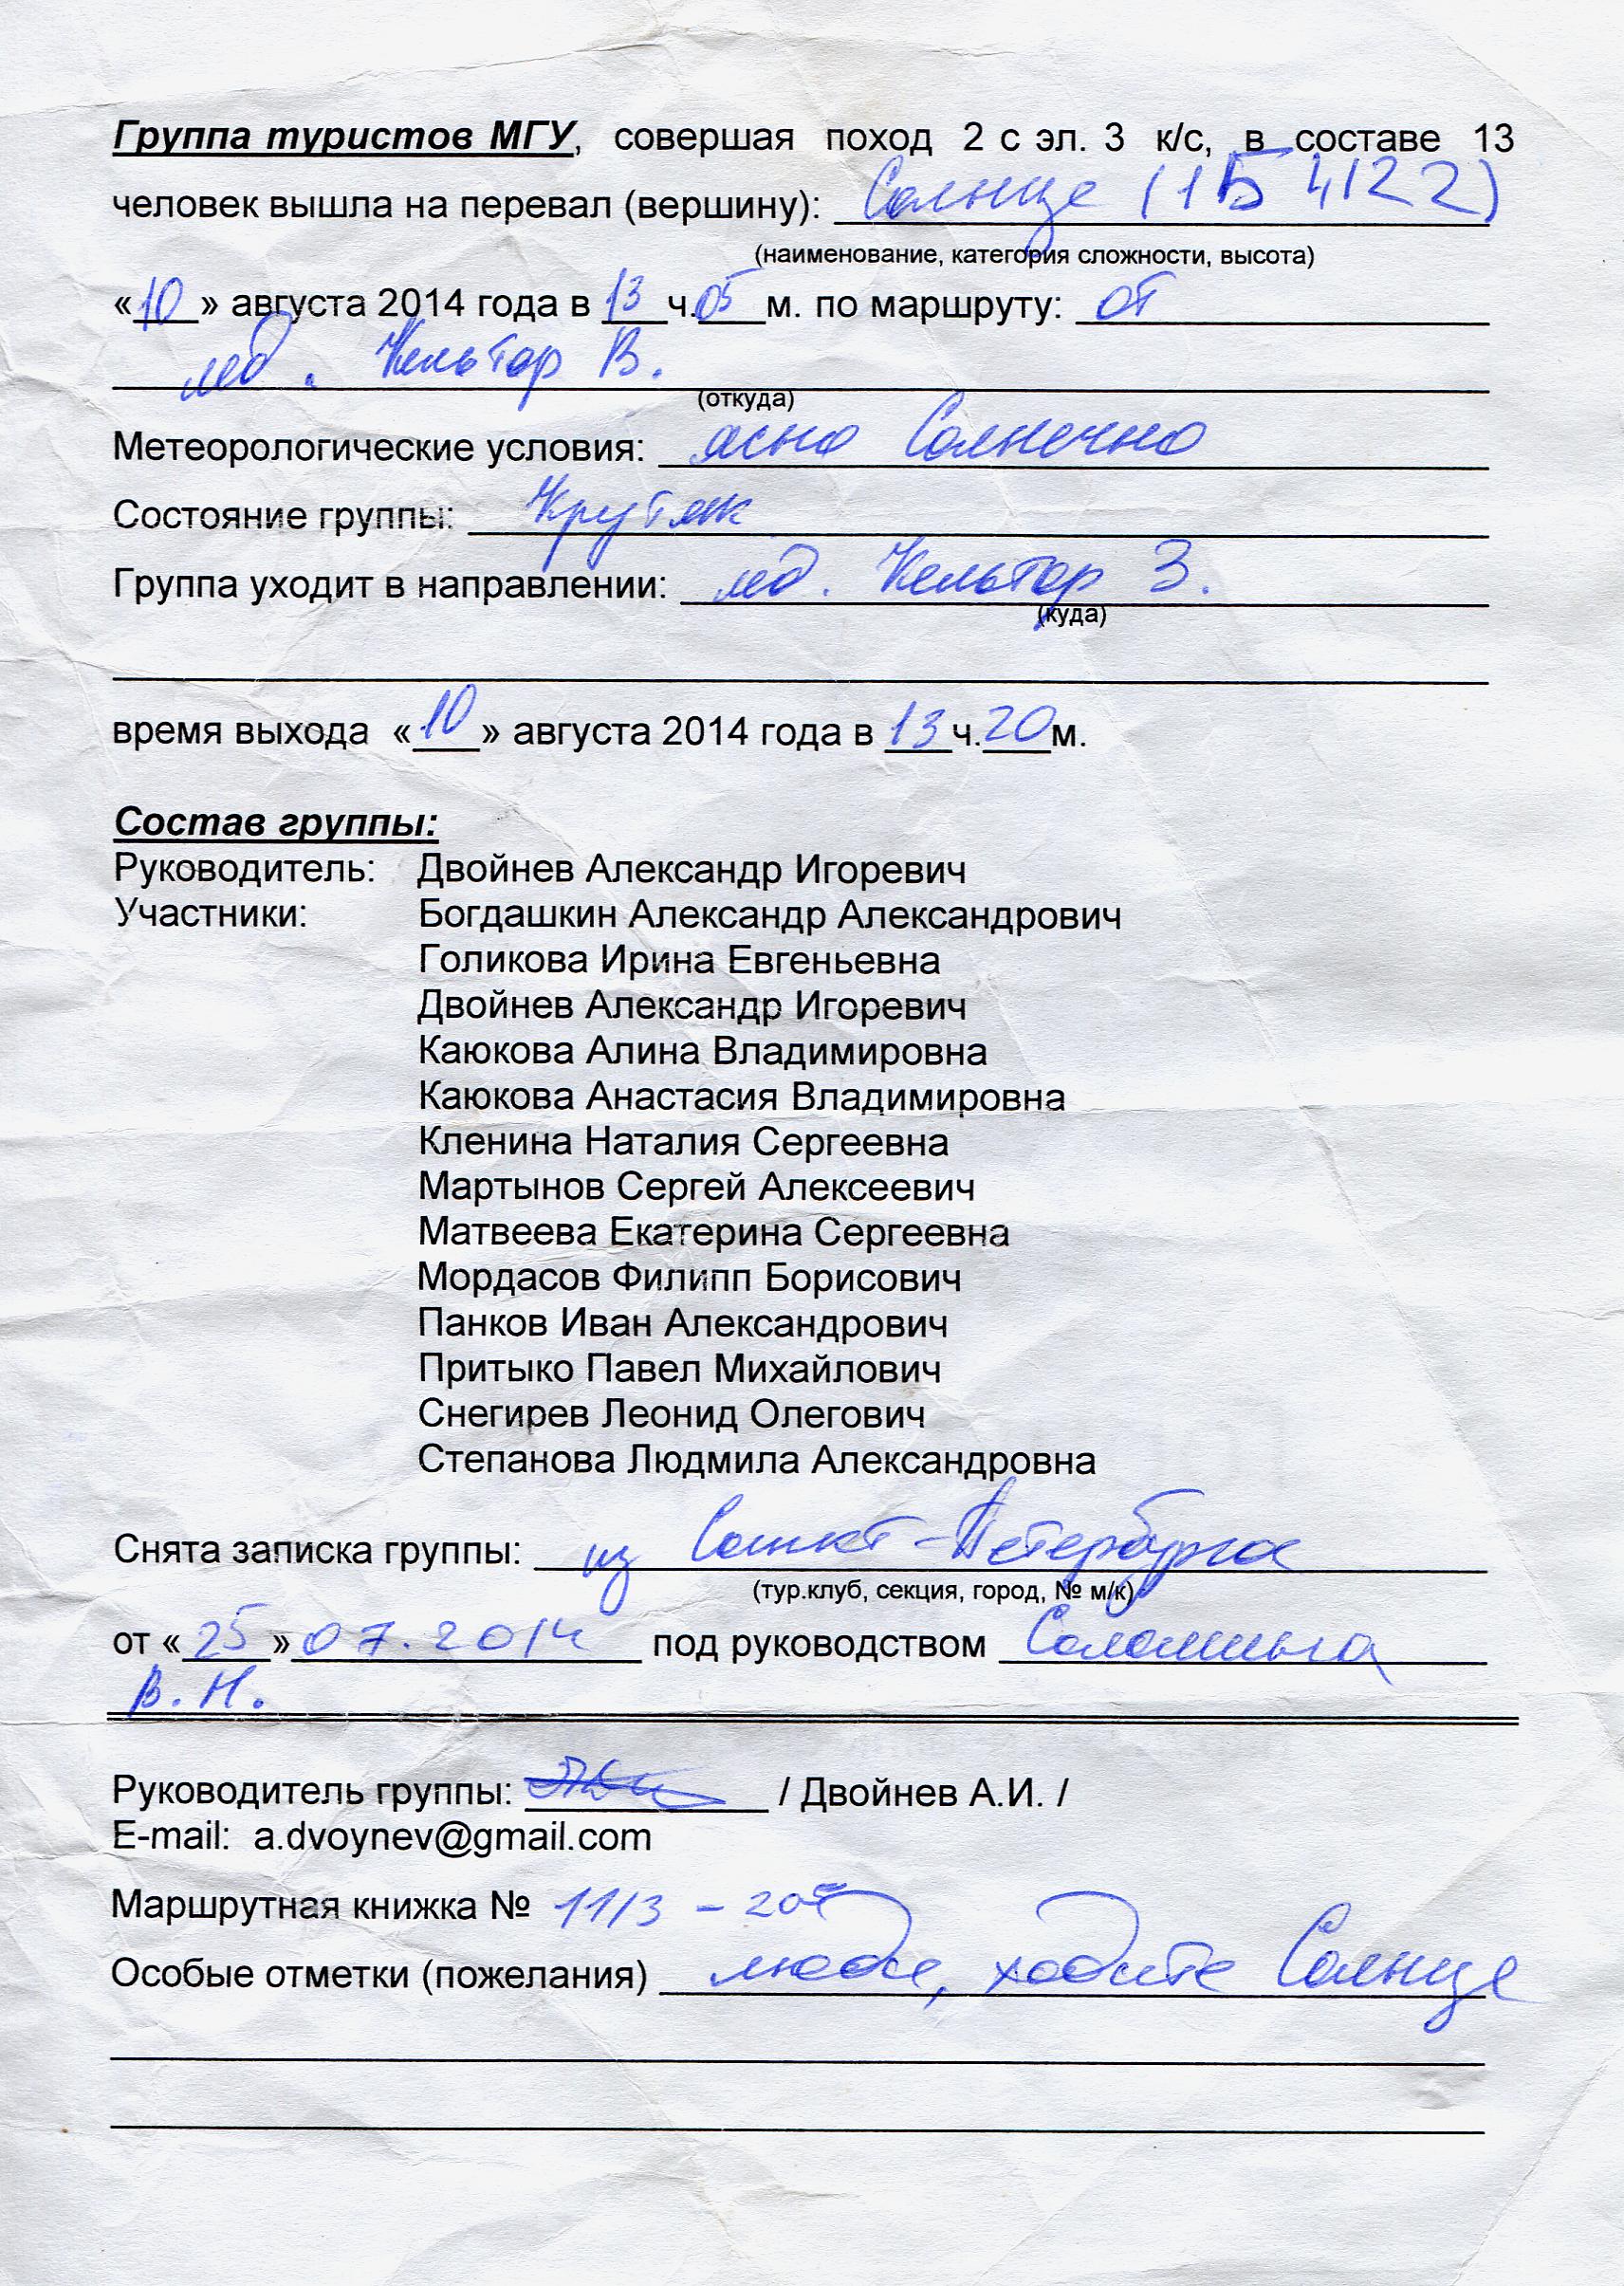 Группа туристов МГУ, совершая поход 2 с эл. 3 к/с, в составе 13
человек вышла на перевал (вершину): Солнце (1Б 4122)
(наименование, категория сложности, высота)
«10» августа 2014 года в 13 ч. 05 м. по маршруту: от
лед. Кельтор В.
(откуда)
Метеорологические условия: ясно Солнечно
Состояние группы: Крутяк
Группа уходит в направлении: лед. Кельтор З.
(куда)
время выхода «10» августа 2014 года в 13 ч. 20 м.
Состав группы:
Руководитель: Двойнев Александр Игоревич
Участники: Богдашкин Александр Александрович
Голикова Ирина Евгеньевна
Двойнев Александр Игоревич
Каюкова Алина Владимировна
Каюкова Анастасия Владимировна
Кленина Наталия Сергеевна
Мартынов Сергей Алексеевич
Матвеева Екатерина Сергеевна
Мордасов Филипп Борисович
Панков Иван Александрович
Притыко Павел Михайлович
Снегирев Леонид Олегович
Степанова Людмила Александровна
Снята записка группы: из Санкт-Петербурга
(тур.клуб, секция, город, № м/к)
от «25» 07.2014 под руководством Саломиына
В.Н.
Руководитель группы: / Двойнев А.И. /
E-mail: a.dvoynev@gmail.com
Маршрутная книжка № 11/3 –
Особые отметки (пожелания) люди, ходите Солнце